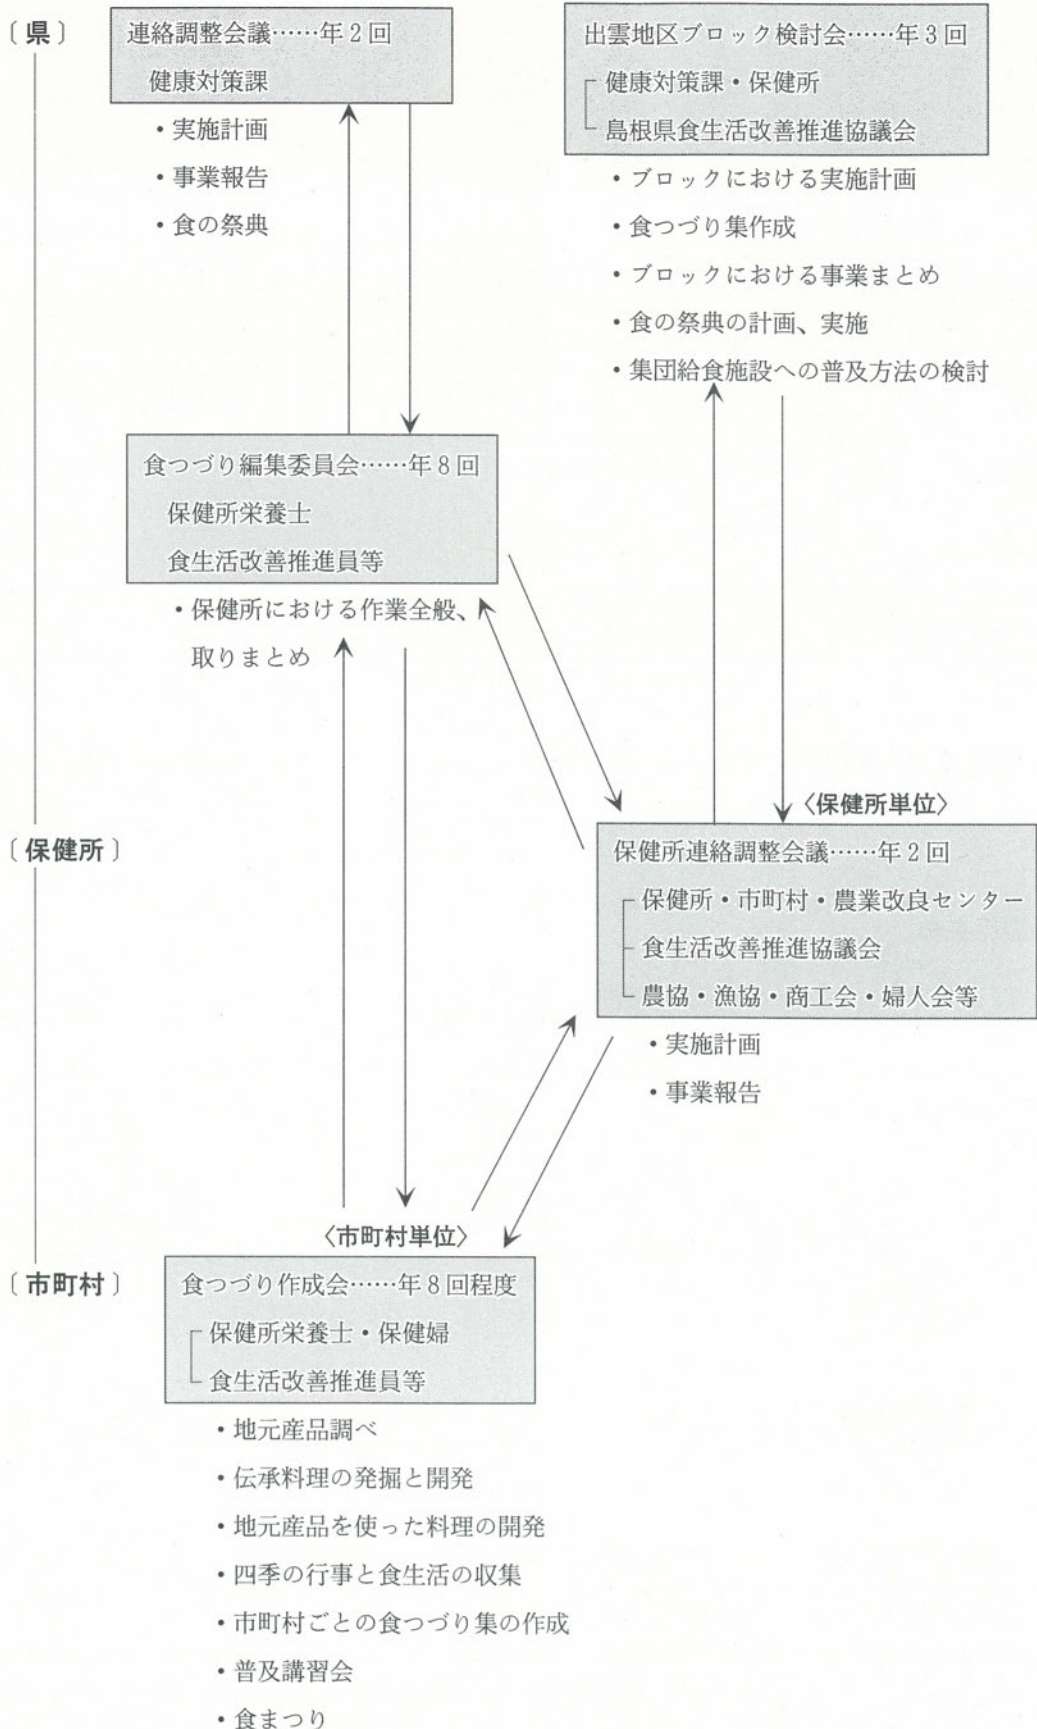 〔県〕
連絡調整会議……年2回
健康対策課
・実施計画
・事業報告
・食の祭典
出雲地区ブロック検討会……年3回
健康対策課・保健所
島根県食生活改善推進協議会
・ブロックにおける実施計画
・食つづり集作成
・ブロックにおける事業まとめ
・食の祭典の計画、実施
・集団給食施設への普及方法の検討
食つづり編集委員会……年8回
保健所栄養士
食生活改善推進員等
・保健所における作業全般、
取りまとめ
〔保健所〕
〈保健所単位〉
保健所連絡調整会議……年2回
保健所・市町村・農業改良センター
食生活改善推進協議会
農協・漁協・商工会・婦人会等
・実施計画
・事業報告
〈市町村単位〉
〔市町村〕
食つづり作成会……年8回程度
保健所栄養士・保健婦
食生活改善推進員等
・地元産品調べ
・伝承料理の発掘と開発
・地元産品を使った料理の開発
・四季の行事と食生活の収集
・市町村ごとの食つづり集の作成
・普及講習会
・食まつり